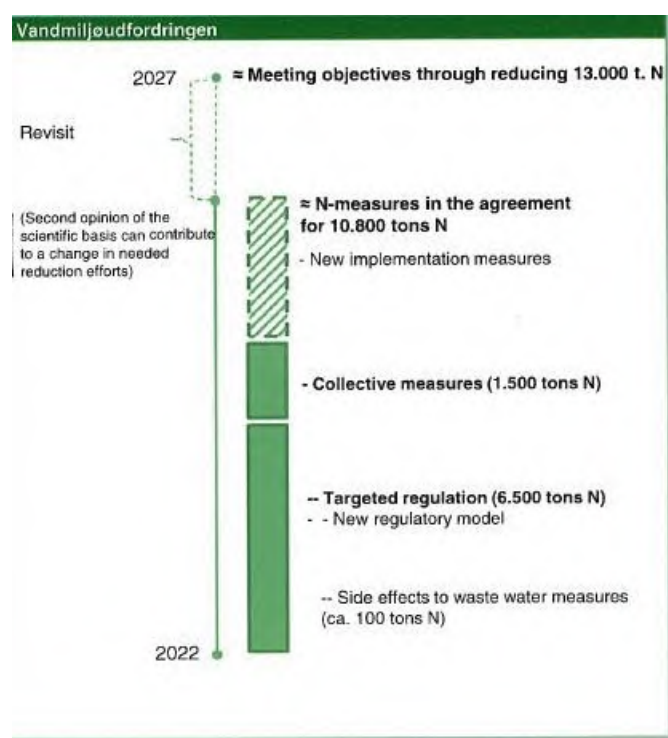 Vandmiljøudfordringen
2027
≈ Meeting objectives through reducing 13.000 t. N
Revisit
(Second opinion of the
scientific basis can contribute
to a change in needed
reduction efforts)
≈ N-measures in the agreement
for 10.800 tons N
- New implementation measures
- Collective measures (1.500 tons N)
-- Targeted regulation (6.500 tons N)
- - New regulatory model
-- Side effects to waste water measures
(ca. 100 tons N)
2022